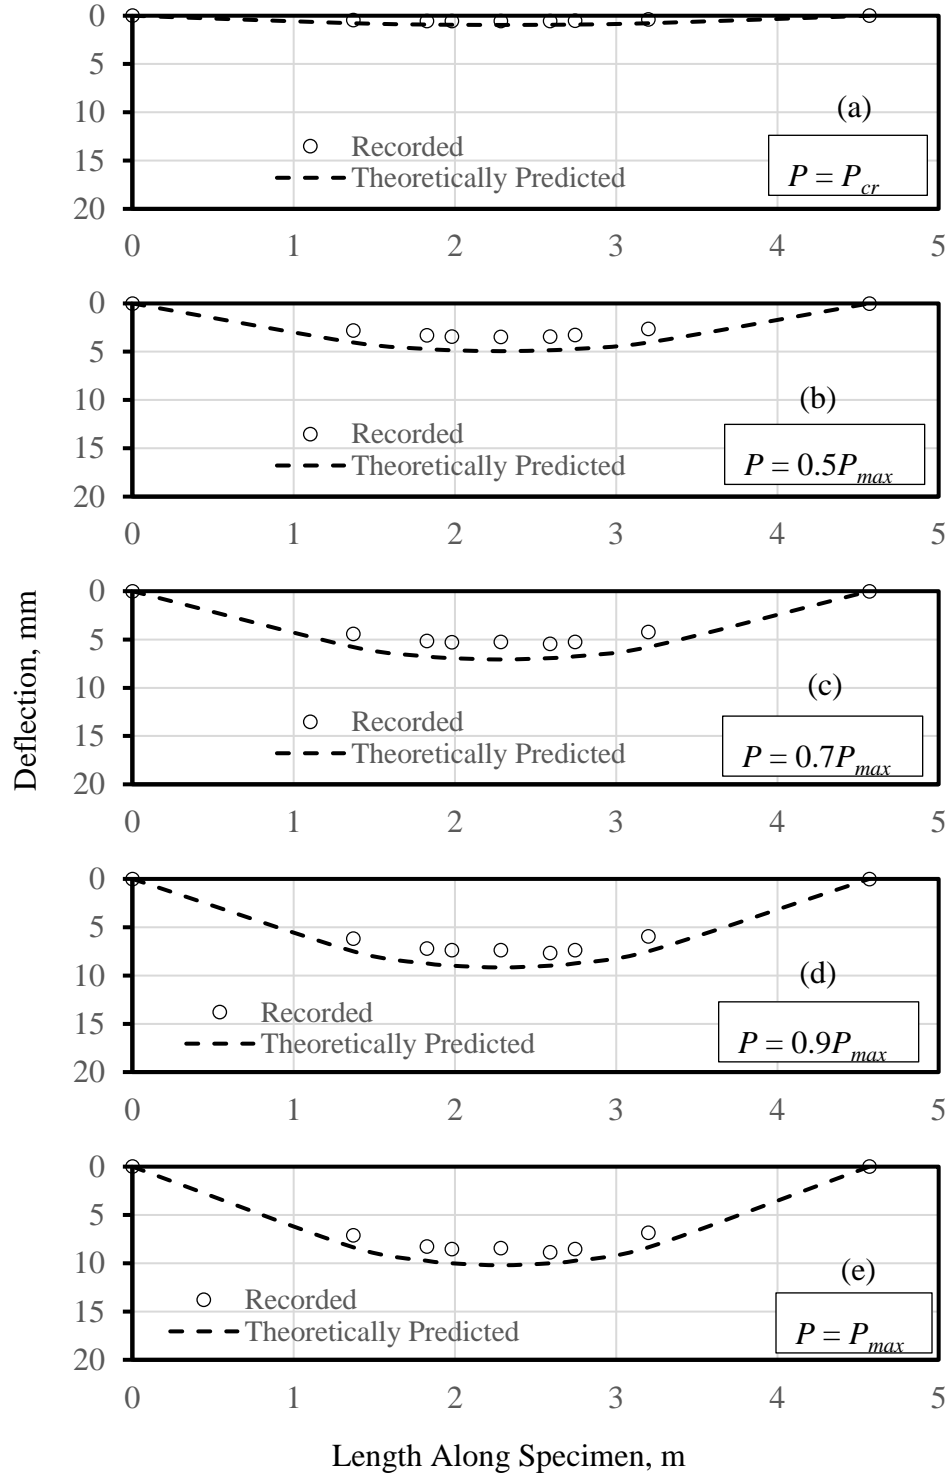 0
5
10
15
20
(a)
Recorded
Theoretically Predicted
P = Pcr
0 1 2 3 4 5
0
5
10
15
20
(b)
Recorded
Theoretically Predicted
P = 0.5Pmax
0 1 2 3 4 5
Deflection, mm
0
5
10
15
20
(c)
Recorded
Theoretically Predicted
P = 0.7Pmax
0 1 2 3 4 5
0
5
10
15
20
(d)
Recorded
Theoretically Predicted
P = 0.9Pmax
0 1 2 3 4 5
0
5
10
15
20
(e)
Recorded
Theoretically Predicted
P = Pmax
0 1 2 3 4 5
Length Along Specimen, m